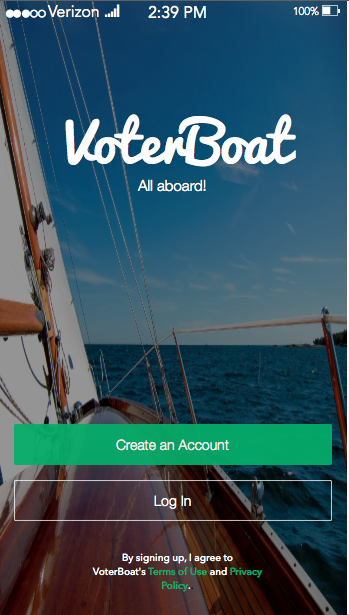 Verizon 2:39 PM 100%
VoterBoat
All aboard!
Create an Account
Log In
By signing up, I agree to
VoterBoat's Terms of Use and Privacy
Policy.